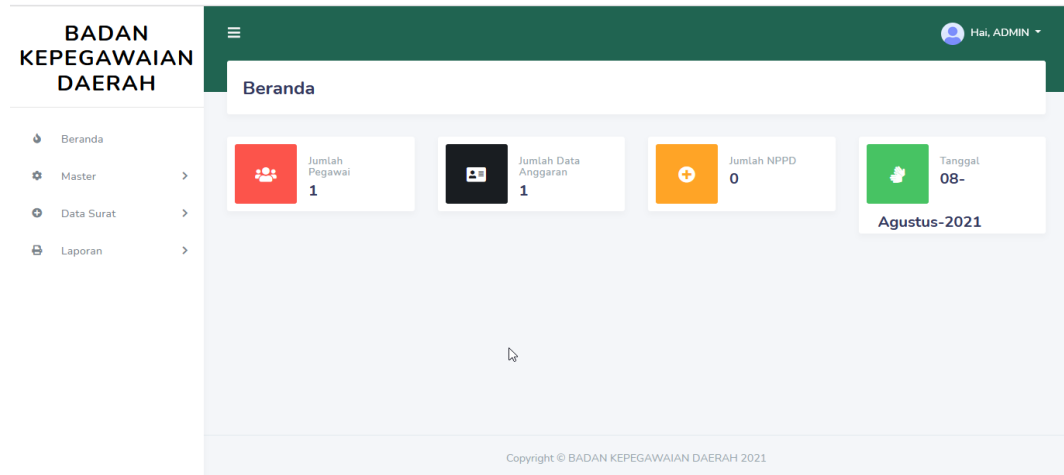 BADAN
KEPEGAWAIAN
DAERAH
Hai, ADMIN
Beranda
Beranda
Master
Data Surat
Laporan
Jumlah
Pegawai
1
Jumlah Data
Anggaran
1
Jumlah NPPD
0
Tanggal
08-
Agustus-2021
Copyright © BADAN KEPEGAWAIAN DAERAH 2021